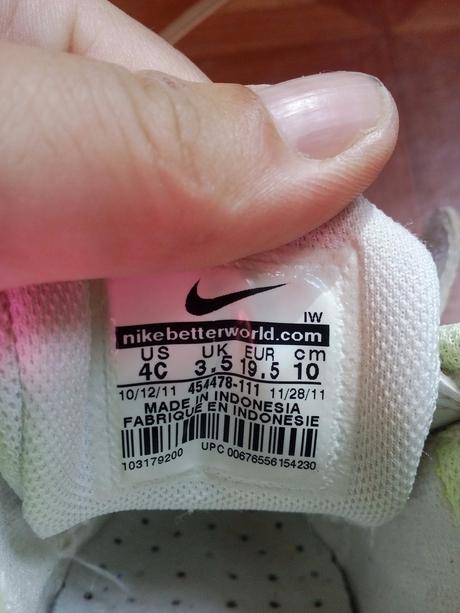 IW
nikebetterworld.com
US UK EUR cm
4C 3.5 19.5 10
10/12/11 454478-111 11/28/11
MADE IN INDONESIA
FABRIQUE EN INDONESIE
103179200 UPC 00676556154230